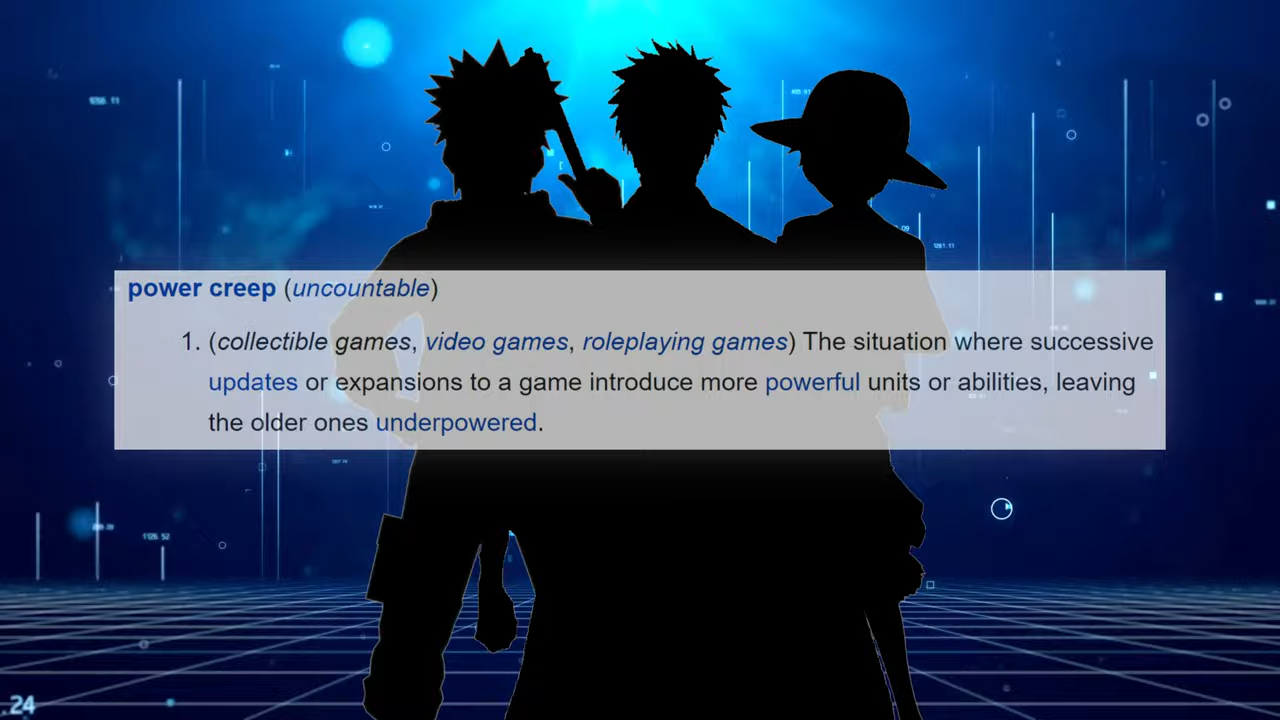 power creep (uncountable)
1. (collectible games, video games, roleplaying games) The situation where successive
updates or expansions to a game introduce more powerful units or abilities, leaving
the older ones underpowered.
.24